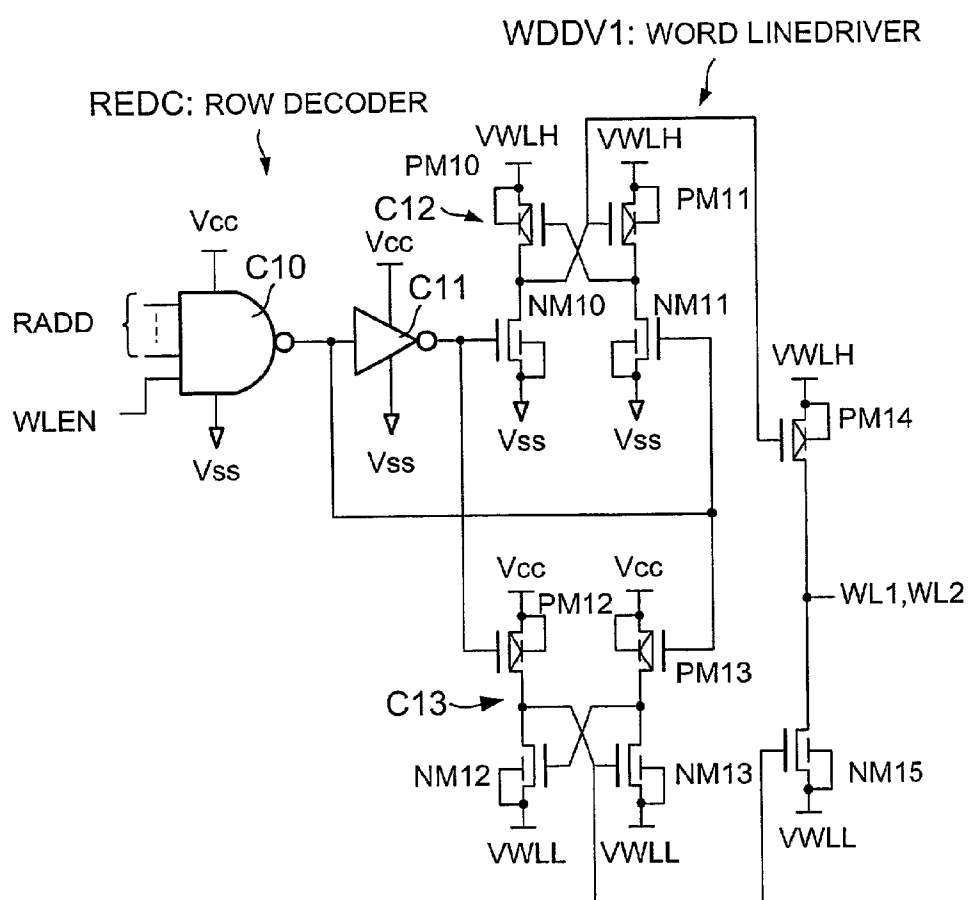 WDDV1: WORD LINEDRIVER
REDC: ROW DECODER
VWLH
VWLH
PM10
PM11
C12
Vcc
Vcc
C10
C11
NM10
NM11
RADD
WLEN
VWLH
PM14
Vss
Vss
Vss
Vss
Vcc
Vcc
PM12
WL1,WL2
PM13
C13
NM12
NM13
NM15
VWLL
VWLL
VWLL